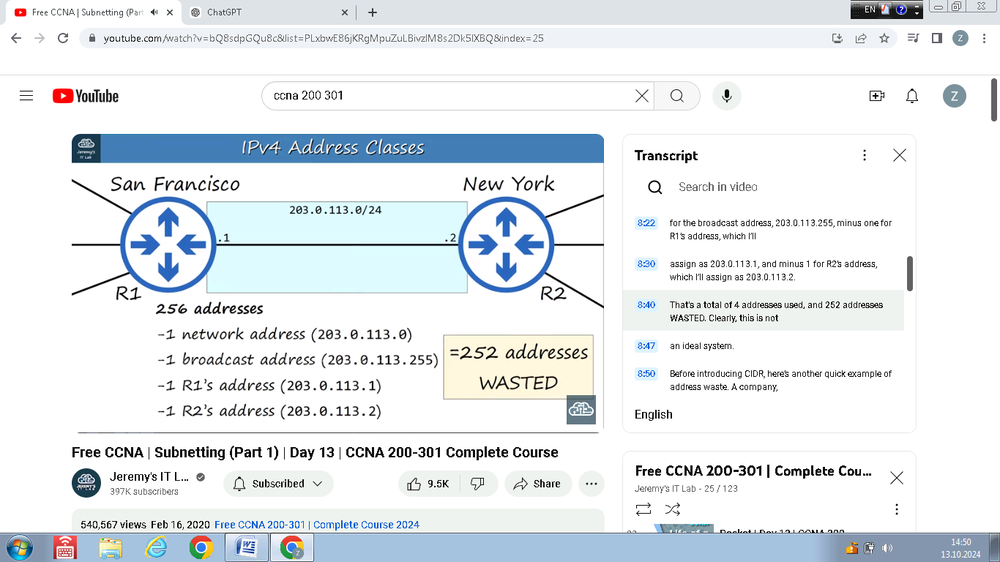 Free CCNA | Subnetting (Part
ChatGPT
EN
youtube.com/watch?v=bQ8sdpGQu8c&list=PLxbwE86jKRgMpuZuLBivzlM8s2Dk5lXBQ&index=25
Z
YouTube
ccna 200 301
Z
Jeremy's
IT Lab
IPv4 Address Classes
San Francisco
New York
203.0.113.0/24
.1
.2
R1
R2
256 addresses
-1 network address (203.0.113.0)
-1 broadcast address (203.0.113.255)
-1 R1's address (203.0.113.1)
-1 R2's address (203.0.113.2)
=252 addresses
WASTED
Transcript
Search in video
8:22
for the broadcast address, 203.0.113.255, minus one for
R1's address, which I'll
8:30
assign as 203.0.113.1, and minus 1 for R2's address,
which I'll assign as 203.0.113.2.
8:40
That's a total of 4 addresses used, and 252 addresses
WASTED. Clearly, this is not
8:47
an ideal system.
8:50
Before introducing CIDR, here's another quick example of
address waste. A company,
English
Free CCNA | Subnetting (Part 1) | Day 13 | CCNA 200-301 Complete Course
JEREMY'S
IT LAB
Jeremy's IT L...
397K subscribers
Subscribed
9.5K
Share
540,567 views Feb 16, 2020 Free CCNA 200-301 | Complete Course 2024
Free CCNA 200-301 | Complete Cou...
Jeremy's IT Lab - 25 / 123
Life of a
Packet | Day 12 | CCNA 200
14:50
13.10.2024